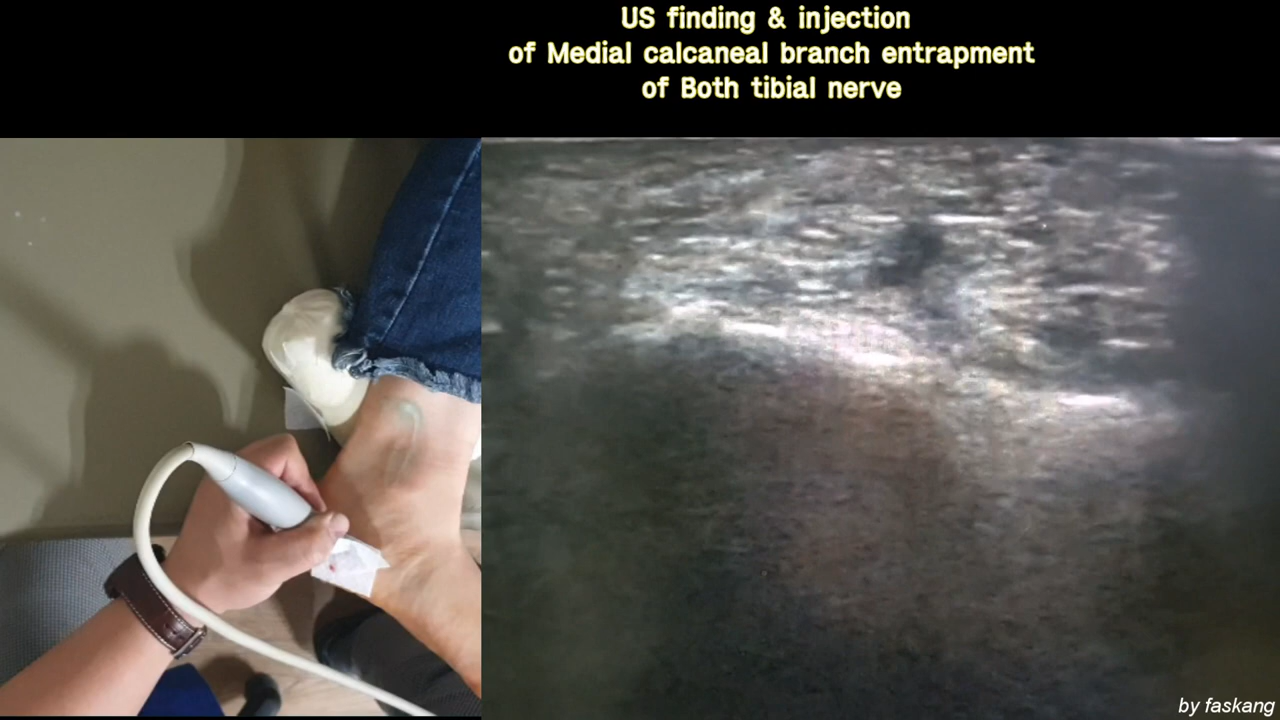 US finding & injection
of Medial calcaneal branch entrapment
of Both tibial nerve
by faskang